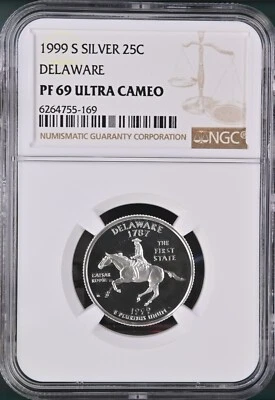 1999 S SILVER 25C
DELAWARE
PF 69 ULTRA CAMEO
6264755-169
NUMISMATIC GUARANTY CORPORATION
NGC
DELAWARE
1787
THE
FIRST
STATE
CAESAR
RODNEY
1999
E PLURIBUS UNUM